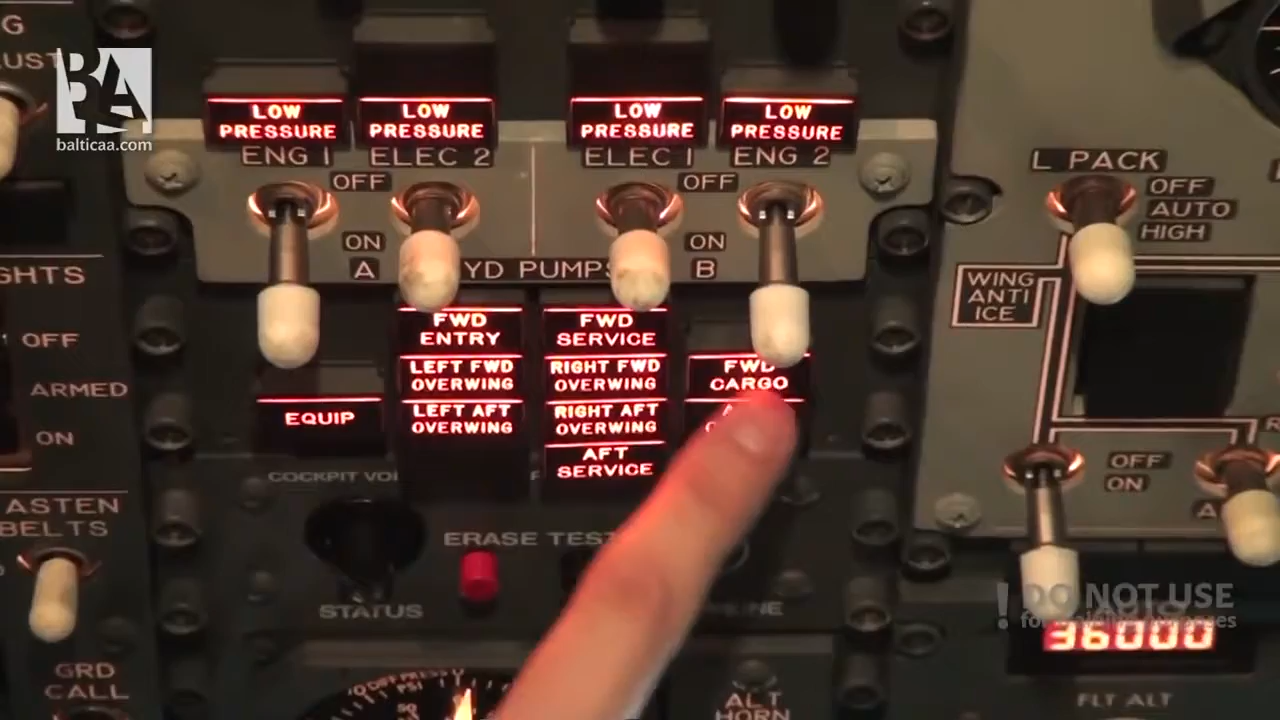 G
UST
BA
balticaa.com
LOW
PRESSURE
LOW
PRESSURE
LOW
PRESSURE
LOW
PRESSURE
ENG 1
ELEC 2
ELEC 1
ENG 2
OFF
OFF
ON
ON
A
YD PUMPS
B
L PACK
OFF
AUTO
HIGH
WING
ANTI
ICE
GHTS
OFF
ARMED
ON
FWD
ENTRY
LEFT FWD
OVERWING
LEFT AFT
OVERWING
FWD
SERVICE
RIGHT FWD
OVERWING
RIGHT AFT
OVERWING
AFT
SERVICE
FWD
CARGO
EQUIP
COCKPIT VOI
OFF
ON
R
A
ASTEN
BELTS
ERASE TEST
STATUS
GRD
CALL
DIFF PRESS
PSI
! DO NOT USE
36000
FLT ALT
ALT
HORN